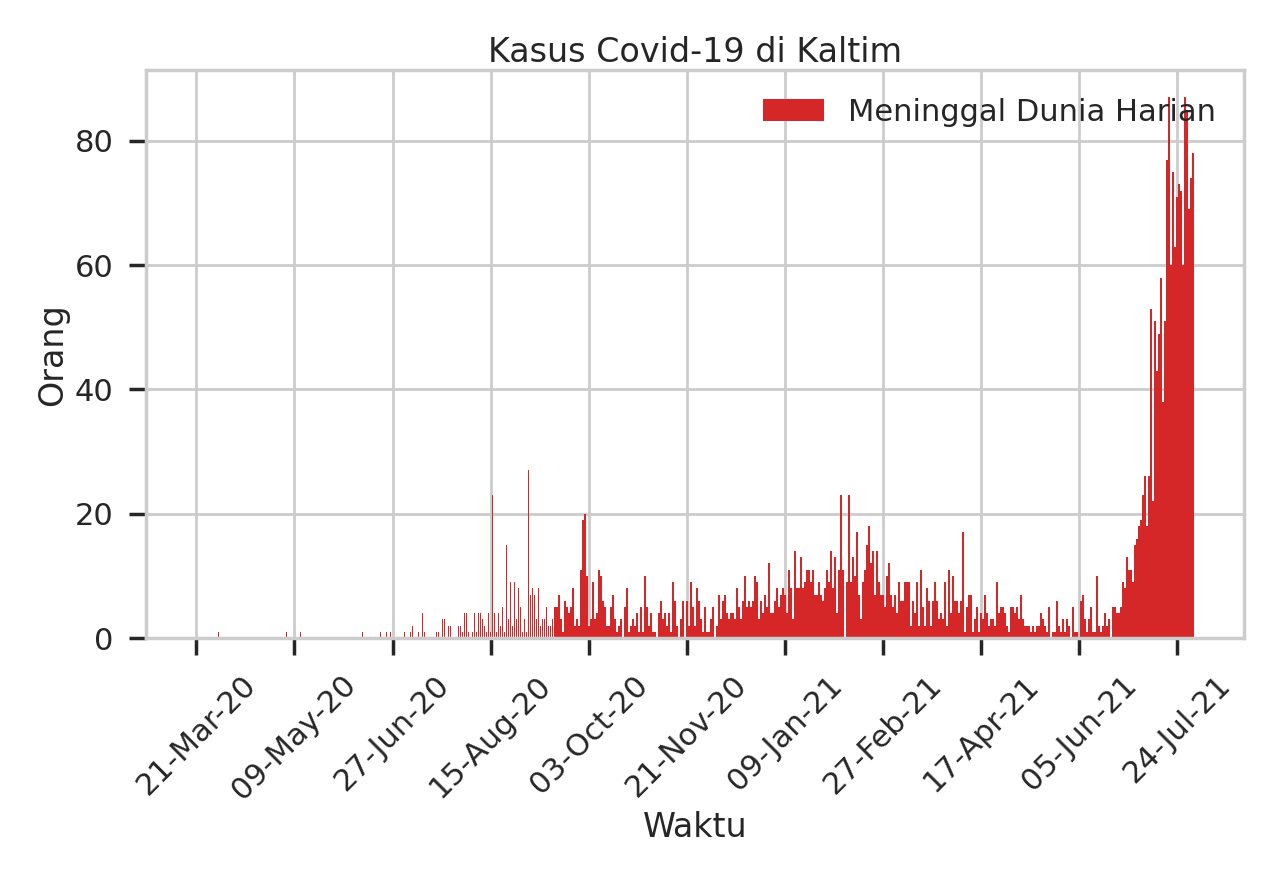 Kasus Covid-19 di Kaltim
Meninggal Dunia Harian
80
60
40
20
0
Orang
21-Mar-20
09-May-20
27-Jun-20
15-Aug-20
03-Oct-20
21-Nov-20
09-Jan-21
27-Feb-21
17-Apr-21
05-Jun-21
24-Jul-21
Waktu